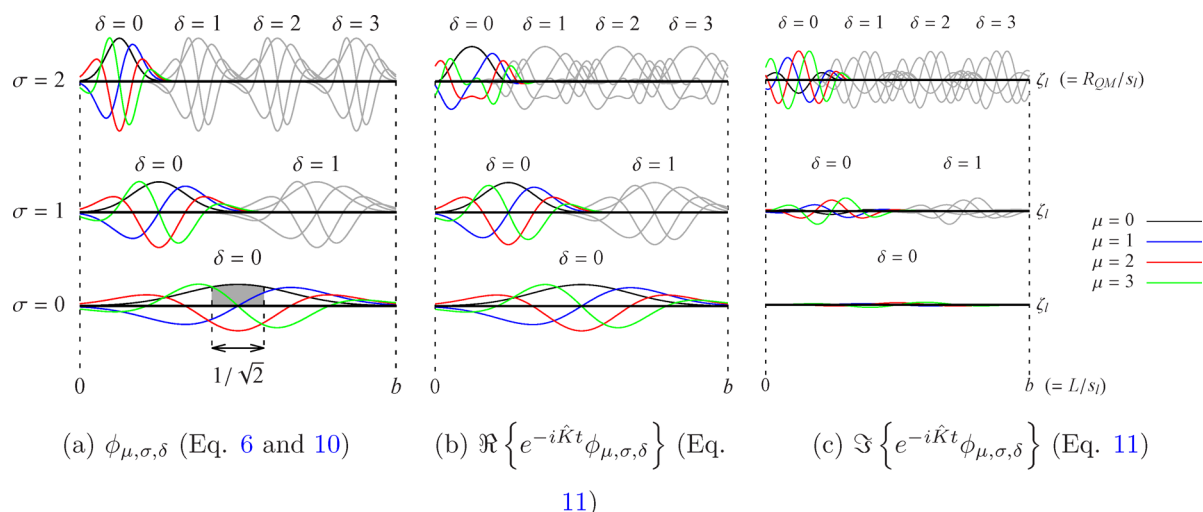 δ = 0 δ = 1 δ = 2 δ = 3
σ = 2
δ = 0 δ = 1
σ = 1
δ = 0
σ = 0
1/√2
0 b
(a) ϕμ,σ,δ (Eq. 6 and 10)
δ = 0 δ = 1 δ = 2 δ = 3
δ = 0 δ = 1
δ = 0
0 b
(b) ℜ{e^{-iK̂t}ϕμ,σ,δ} (Eq.
11)
δ = 0 δ = 1 δ = 2 δ = 3
ζl (= RQM/sl)
δ = 0 δ = 1
ζl
δ = 0
ζl
0 b (= L/sl)
(c) ℑ{e^{-iK̂t}ϕμ,σ,δ} (Eq. 11)
μ = 0
μ = 1
μ = 2
μ = 3